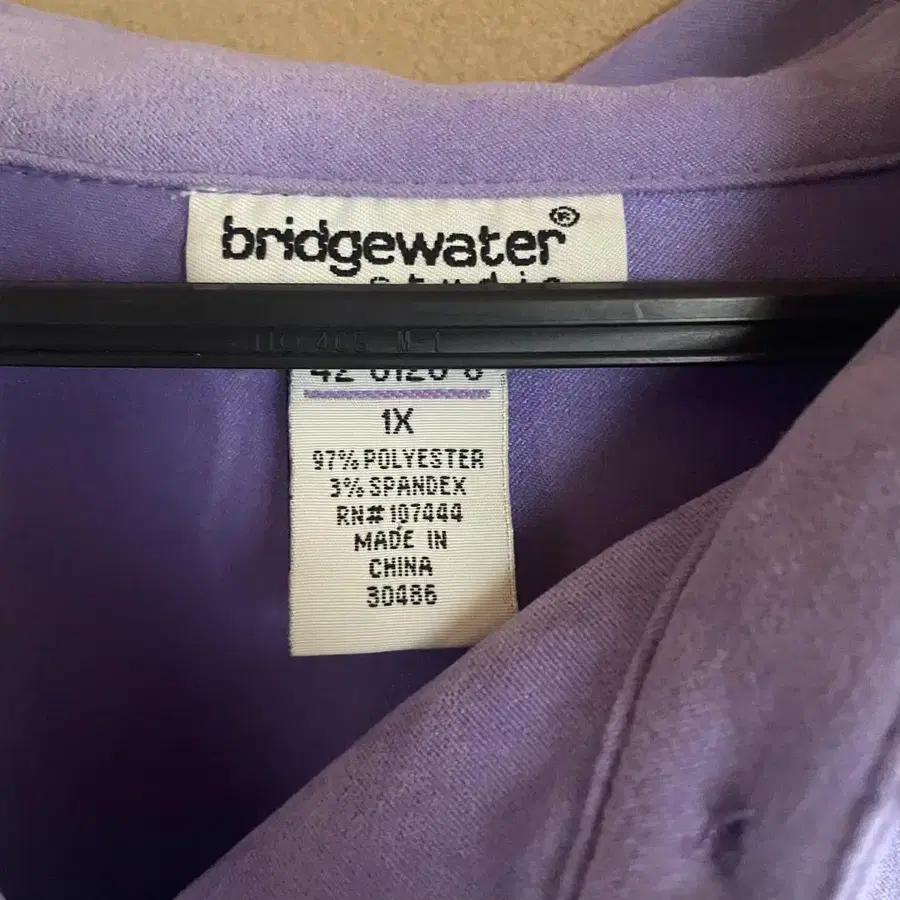 bridgewater®
1X
97% POLYESTER
3% SPANDEX
RN# 107444
MADE IN
CHINA
30486